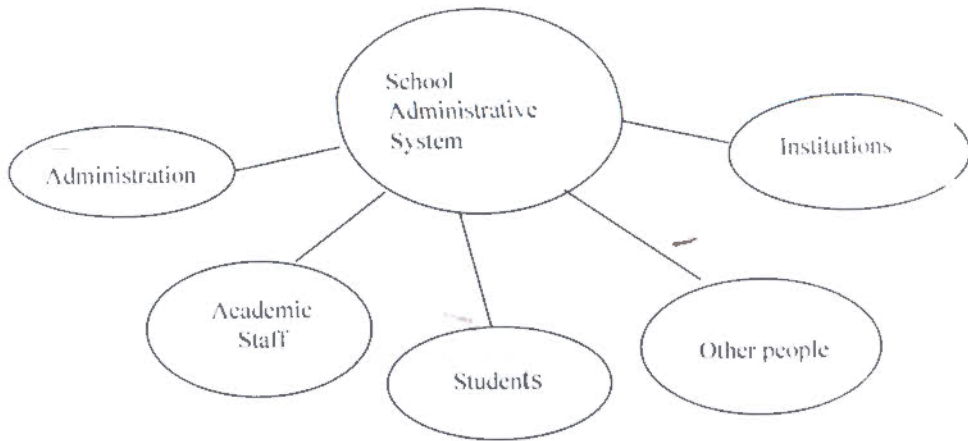 School
Administrative
System
Administration
Institutions
Academic
Staff
Students
Other people